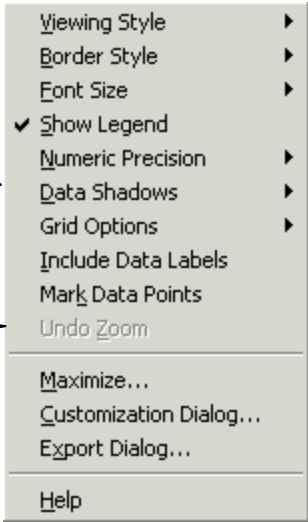 Viewing Style
Border Style
Font Size
Show Legend
Numeric Precision
Data Shadows
Grid Options
Include Data Labels
Mark Data Points
Undo Zoom
Maximize...
Customization Dialog...
Export Dialog...
Help